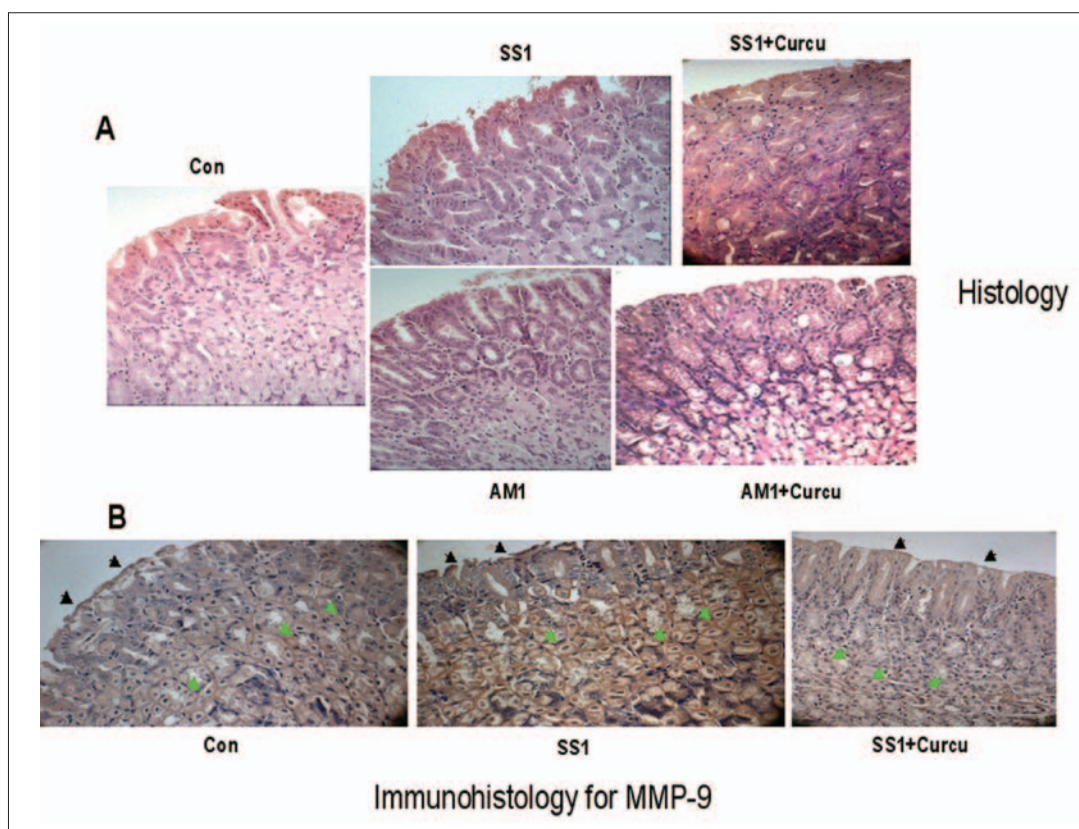 SS1
SS1+Curcu
A
Con
Histology
AM1
AM1+Curcu
B
Con
SS1
SS1+Curcu
Immunohistology for MMP-9